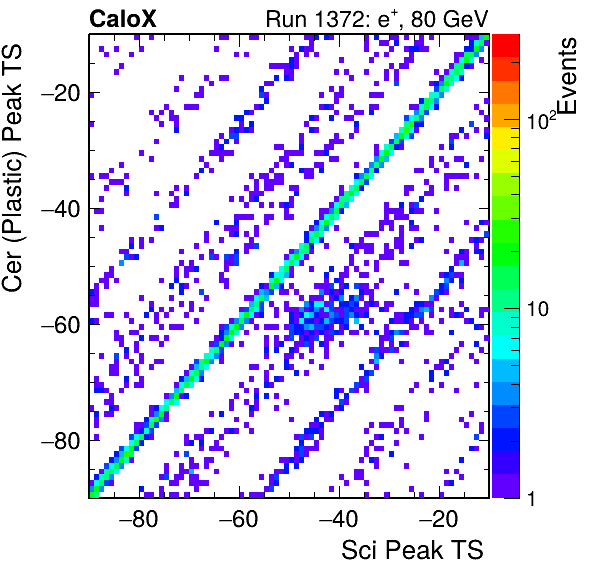 CaloX Run 1372: e⁺, 80 GeV
Cer (Plastic) Peak TS
−20
−40
−60
−80
−80 −60 −40 −20
Sci Peak TS
Events
10²
10
1